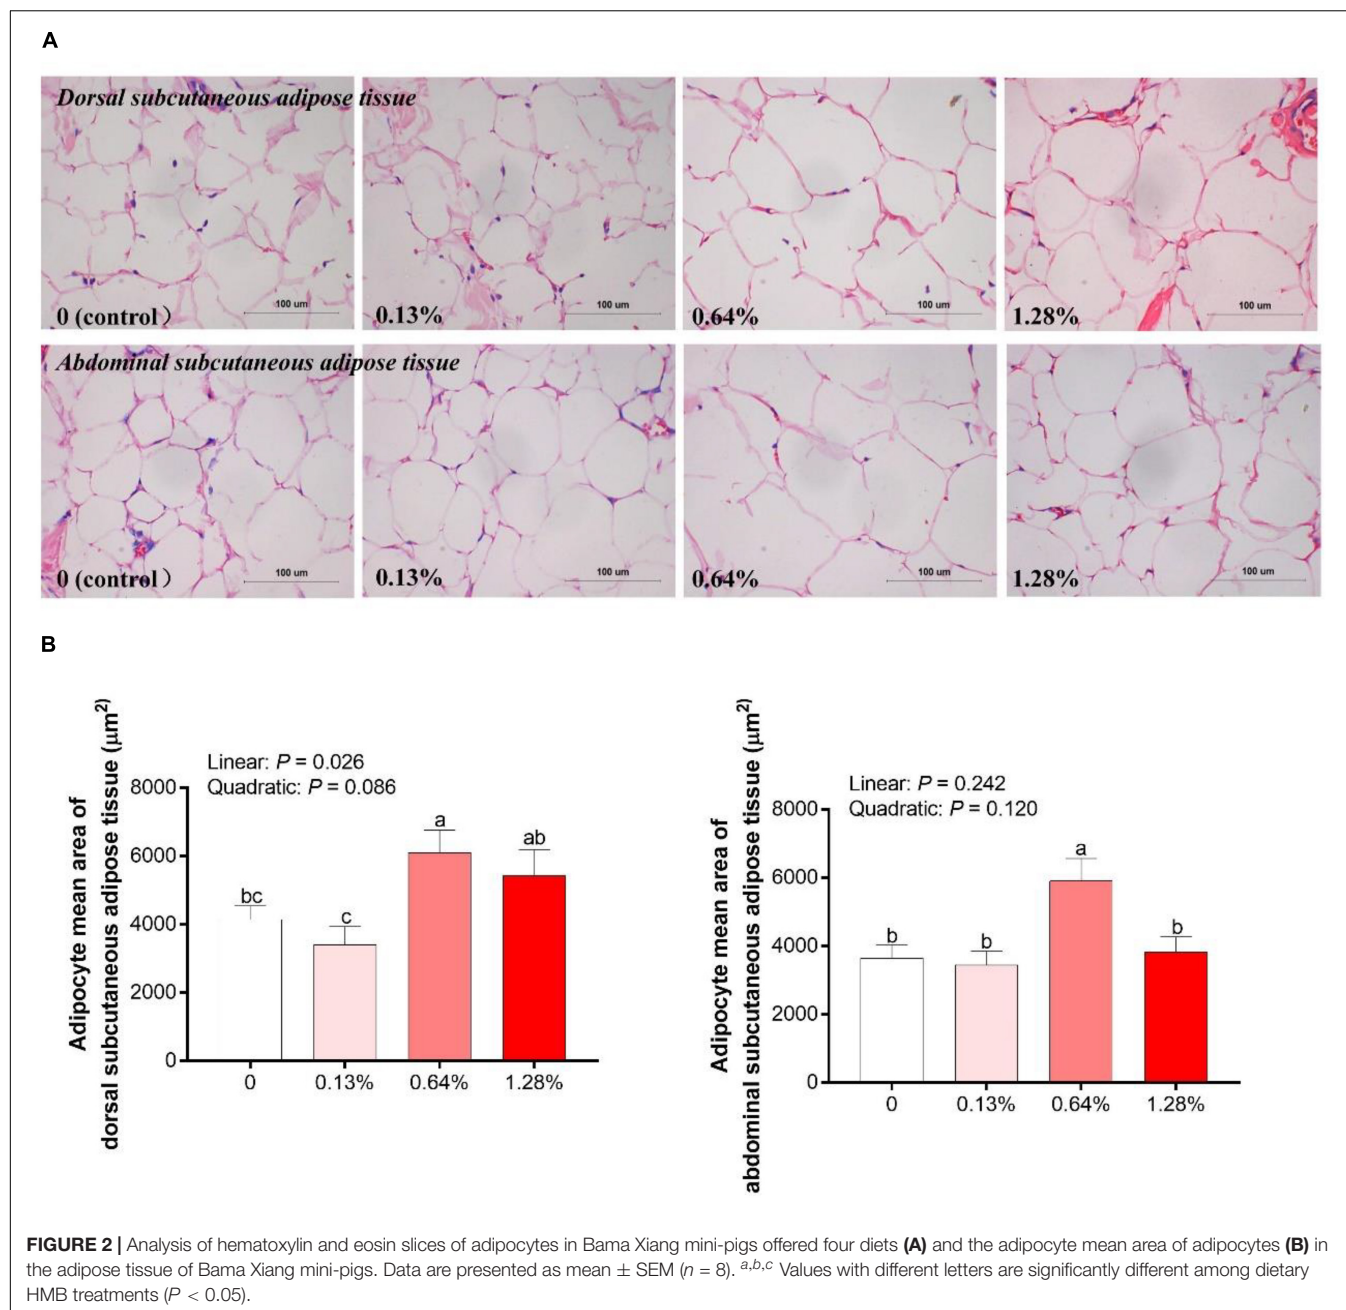 A
Dorsal subcutaneous adipose tissue
100 um
100 um
100 um
100 um
0 (control）
0.13%
0.64%
1.28%
Abdominal subcutaneous adipose tissue
100 um
100 um
100 um
100 um
0 (control）
0.13%
0.64%
1.28%
B
Adipocyte mean area of
dorsal subcutaneous adipose tissue (μm²)
Linear: P = 0.026
Quadratic: P = 0.086
8000
6000
4000
2000
0
bc
c
a
ab
0
0.13%
0.64%
1.28%
Adipocyte mean area of
abdominal subcutaneous adipose tissue (μm²)
Linear: P = 0.242
Quadratic: P = 0.120
8000
6000
4000
2000
0
b
b
a
b
0
0.13%
0.64%
1.28%
FIGURE 2 | Analysis of hematoxylin and eosin slices of adipocytes in Bama Xiang mini-pigs offered four diets (A) and the adipocyte mean area of adipocytes (B) in
the adipose tissue of Bama Xiang mini-pigs. Data are presented as mean ± SEM (n = 8). a,b,c Values with different letters are significantly different among dietary
HMB treatments (P < 0.05).